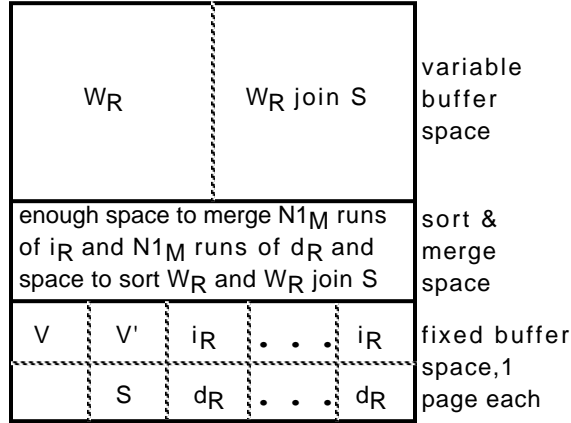 W_R
W_R join S
variable
buffer
space
enough space to merge N1_M runs
of i_R and N1_M runs of d_R and
space to sort W_R and W_R join S
sort &
merge
space
V V' i_R . . . i_R
S d_R . . . d_R
fixed buffer
space,1
page each